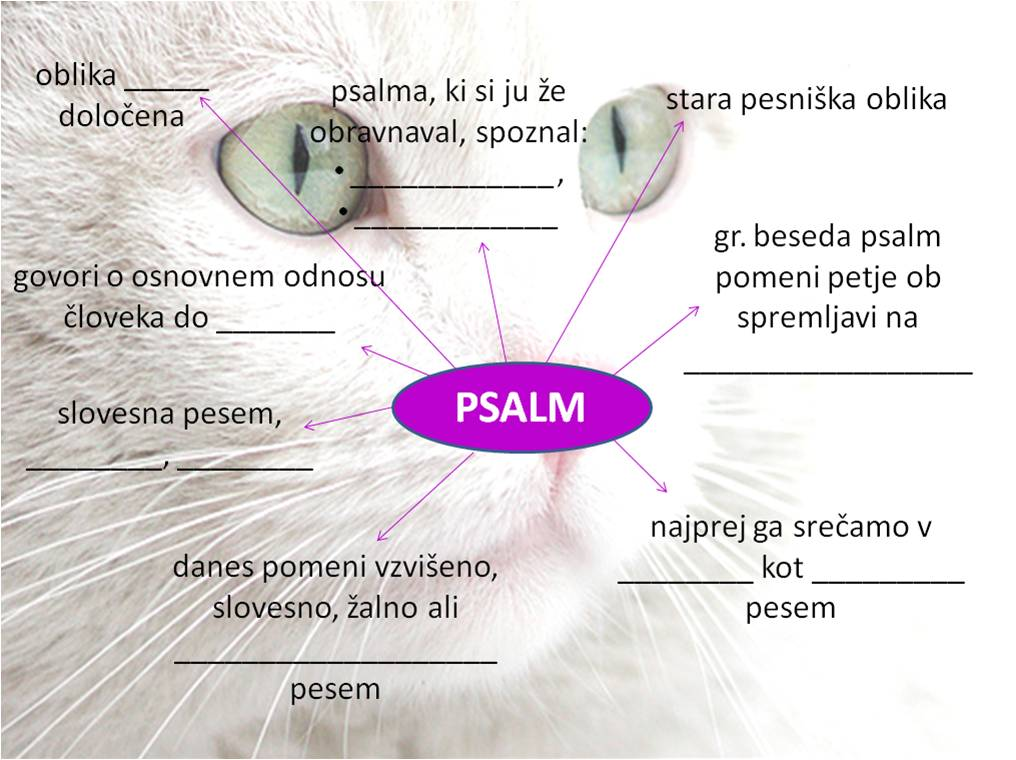 oblika _____
določena
psalma, ki si ju že
obravnaval, spoznal:
• ____________,
• ____________
stara pesniška oblika
gr. beseda psalm
pomeni petje ob
spremljavi na
_________________
govori o osnovnem odnosu
človeka do _______
PSALM
slovesna pesem,
________, ________
danes pomeni vzvišeno,
slovesno, žalno ali
___________________
pesem
najprej ga srečamo v
________ kot _________
pesem